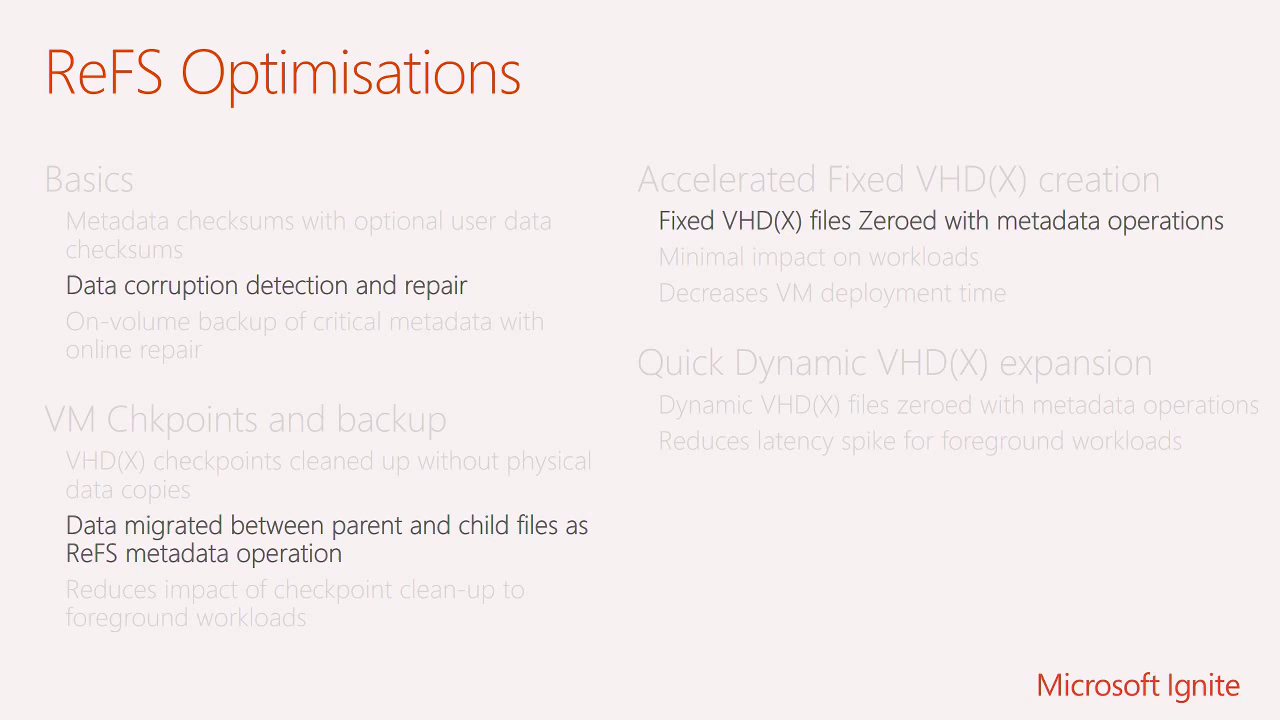 ReFS Optimisations
Basics
Metadata checksums with optional user data
checksums
Data corruption detection and repair
On-volume backup of critical metadata with
online repair
VM Chkpoints and backup
VHD(X) checkpoints cleaned up without physical
data copies
Data migrated between parent and child files as
ReFS metadata operation
Reduces impact of checkpoint clean-up to
foreground workloads
Accelerated Fixed VHD(X) creation
Fixed VHD(X) files Zeroed with metadata operations
Minimal impact on workloads
Decreases VM deployment time
Quick Dynamic VHD(X) expansion
Dynamic VHD(X) files zeroed with metadata operations
Reduces latency spike for foreground workloads
Microsoft Ignite